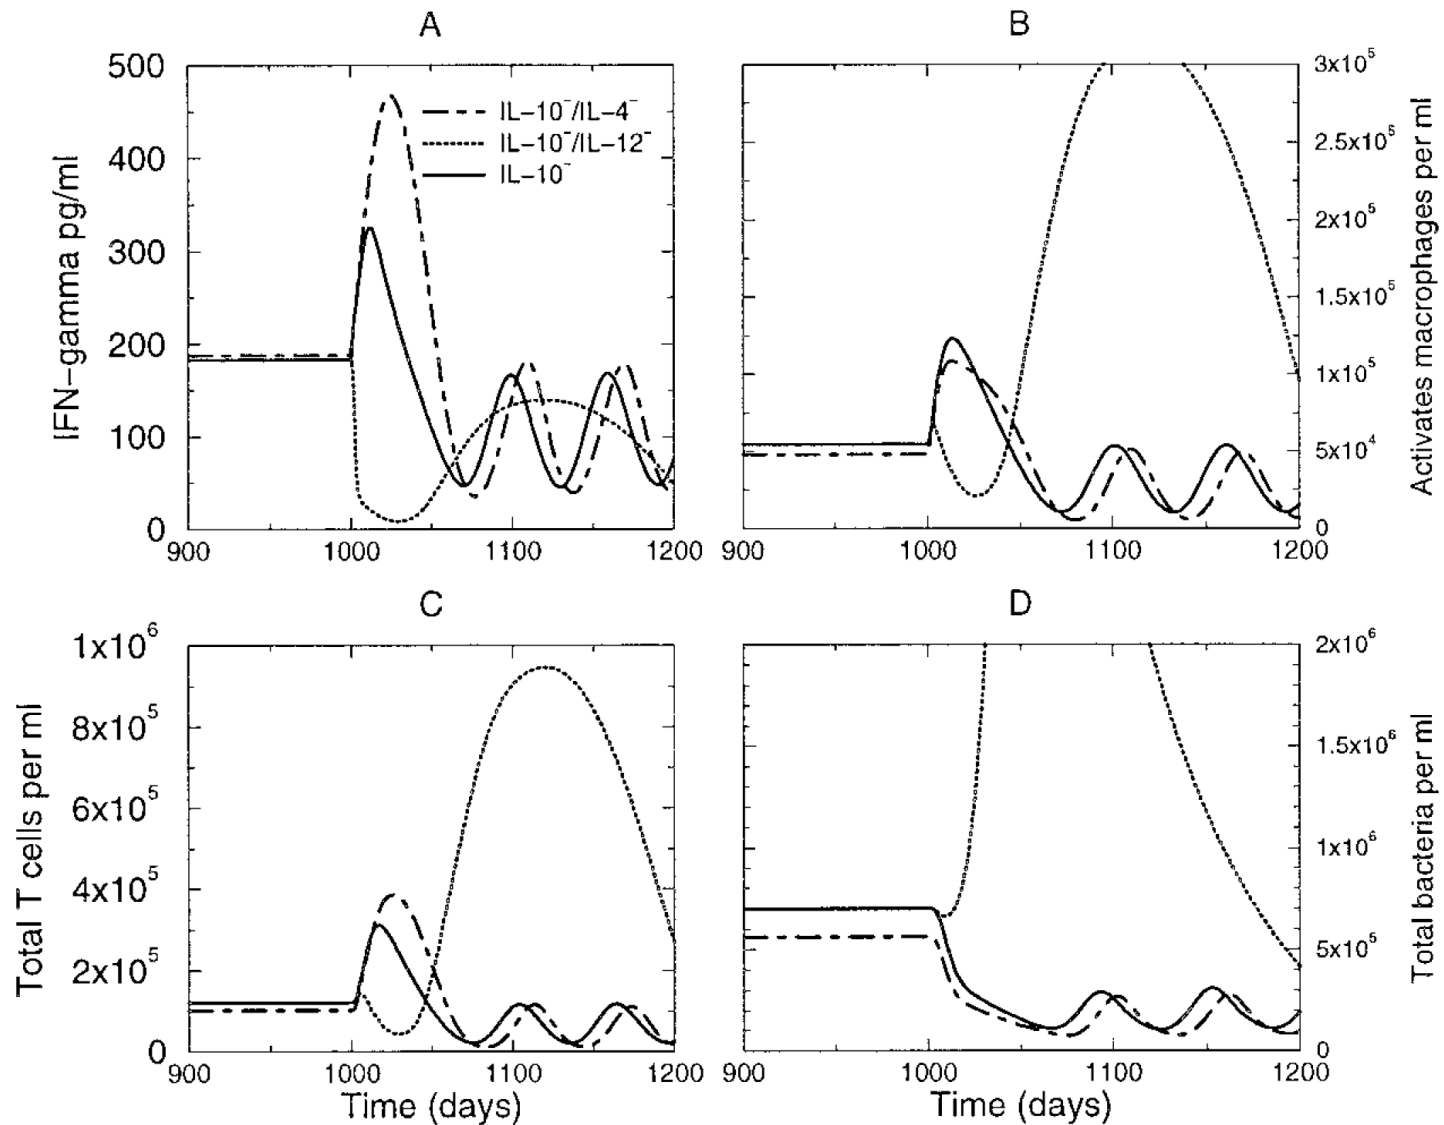 A
B
500
400
300
200
100
0
IFN-gamma pg/ml
IL-10⁻/IL-4⁻
IL-10⁻/IL-12⁻
IL-10⁻
900
1000
1100
1200
3x10⁵
2.5x10⁵
2x10⁵
1.5x10⁵
1x10⁵
5x10⁴
0
Activates macrophages per ml
900
1000
1100
1200
C
D
1x10⁶
8x10⁵
6x10⁵
4x10⁵
2x10⁵
0
Total T cells per ml
900
1000
1100
1200
Time (days)
2x10⁶
1.5x10⁶
1x10⁶
5x10⁵
0
Total bacteria per ml
900
1000
1100
1200
Time (days)